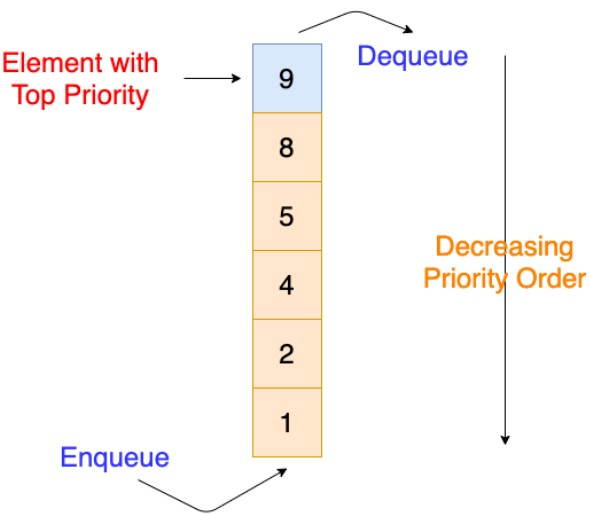 Element with
Top Priority
Dequeue
9
8
5
4
2
1
Decreasing
Priority Order
Enqueue